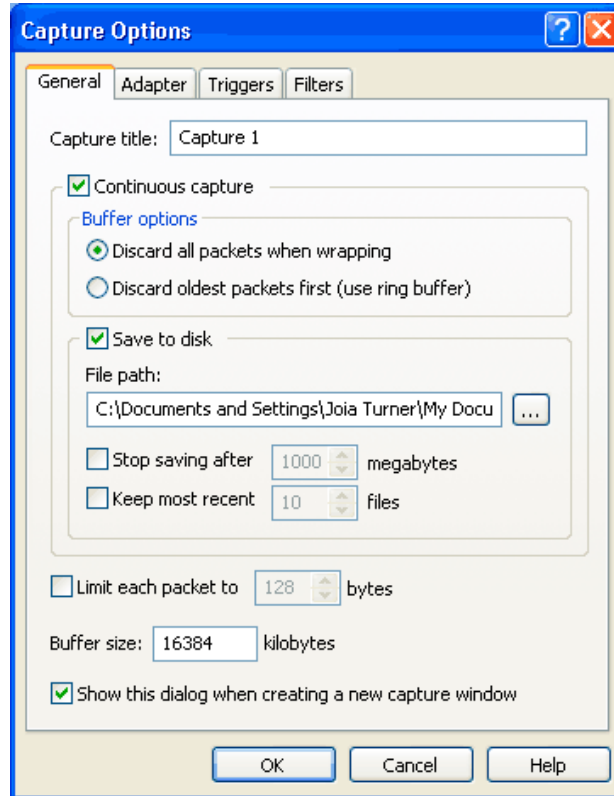 Capture Options
General Adapter Triggers Filters
Capture title: Capture 1
Continuous capture
Buffer options
Discard all packets when wrapping
Discard oldest packets first (use ring buffer)
Save to disk
File path:
C:\Documents and Settings\Joia Turner\My Docu ...
Stop saving after 1000 megabytes
Keep most recent 10 files
Limit each packet to 128 bytes
Buffer size: 16384 kilobytes
Show this dialog when creating a new capture window
OK Cancel Help